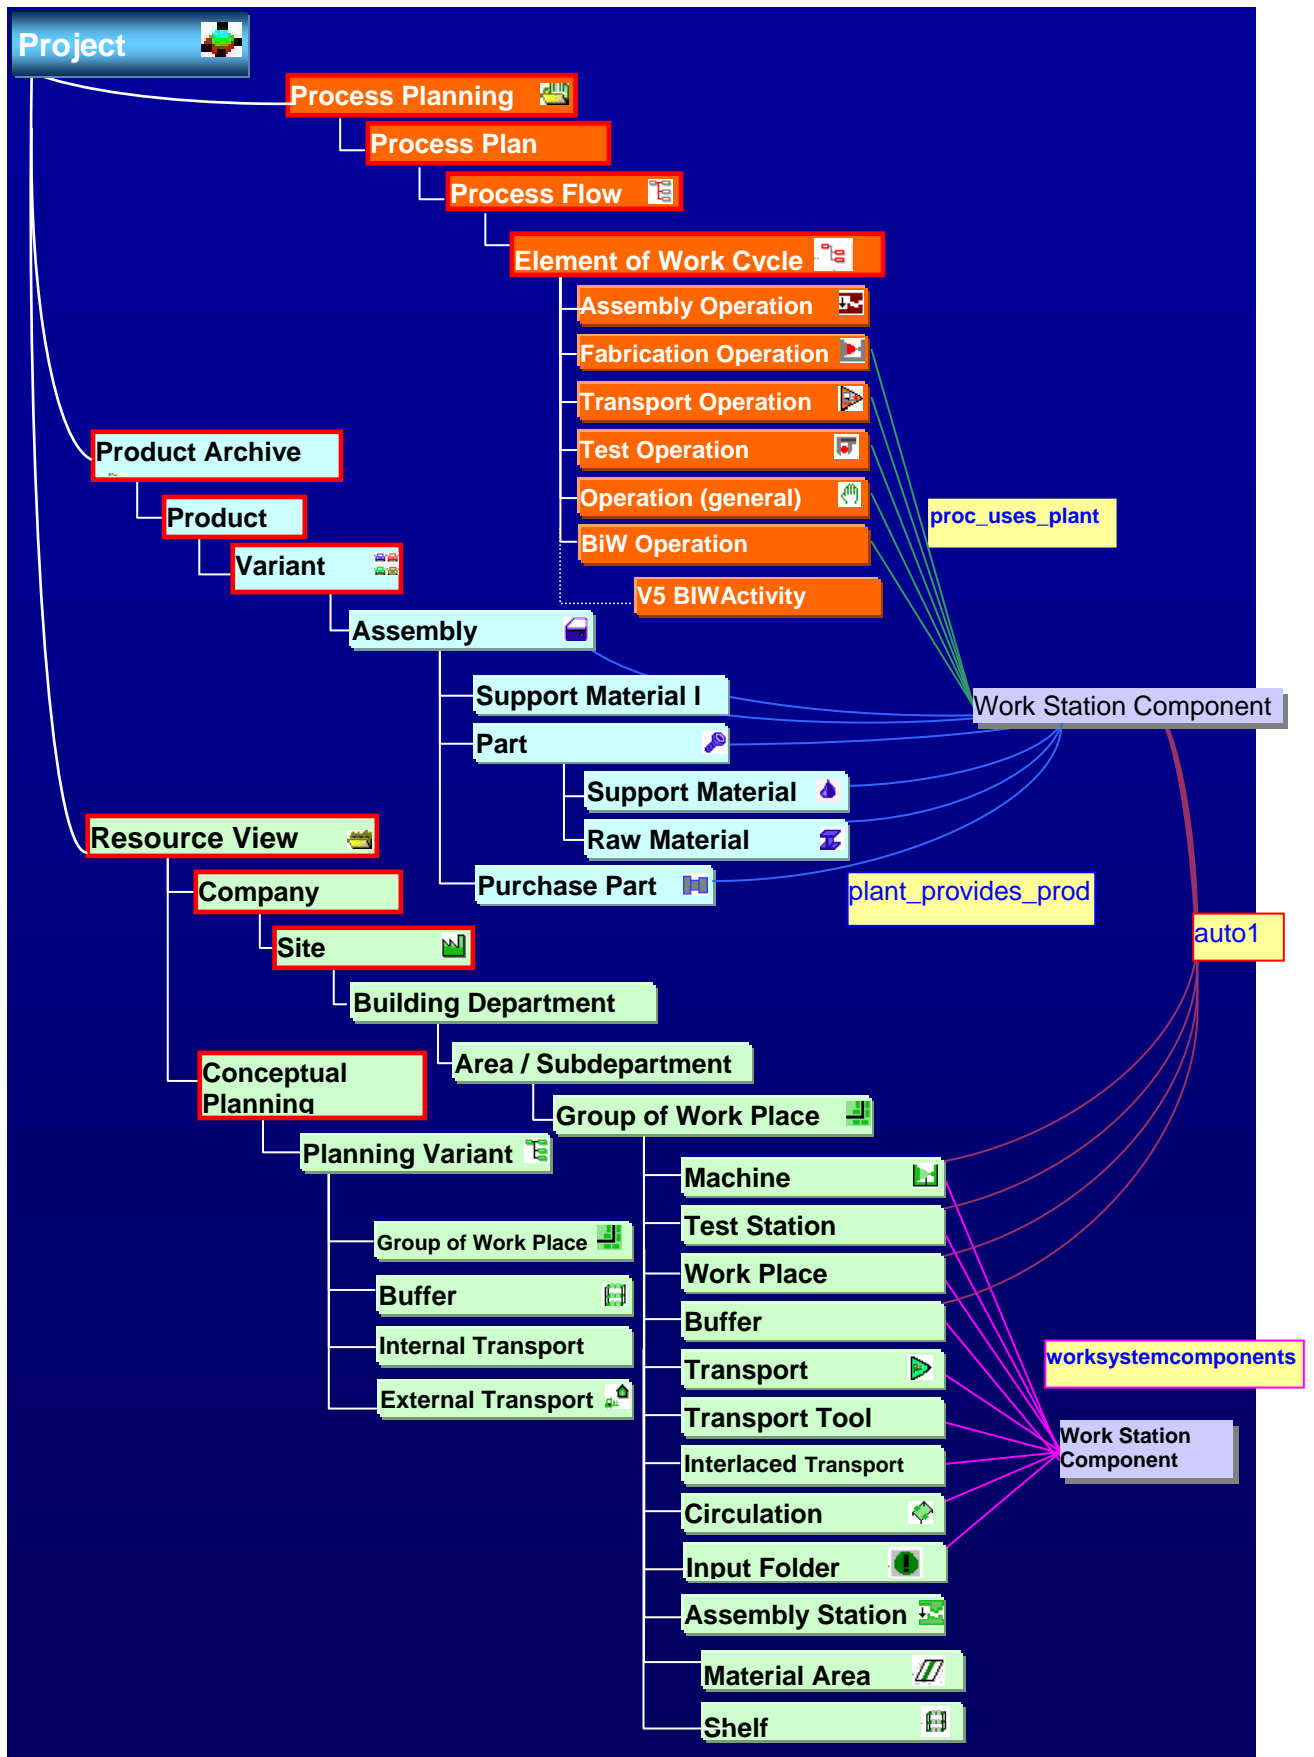 Project
Process Planning
Process Plan
Process Flow
Element of Work Cycle
Assembly Operation
Fabrication Operation
Transport Operation
Test Operation
Operation (general)
BiW Operation
V5 BIWActivity
proc_uses_plant
Product Archive
Product
Variant
Assembly
Support Material I
Part
Support Material
Raw Material
Purchase Part
Work Station Component
plant_provides_prod
auto1
Resource View
Company
Site
Building Department
Area / Subdepartment
Group of Work Place
Conceptual
Planning
Planning Variant
Group of Work Place
Buffer
Internal Transport
External Transport
Machine
Test Station
Work Place
Buffer
Transport
Transport Tool
Interlaced Transport
Circulation
Input Folder
Assembly Station
Material Area
Shelf
worksystemcomponents
Work Station
Component